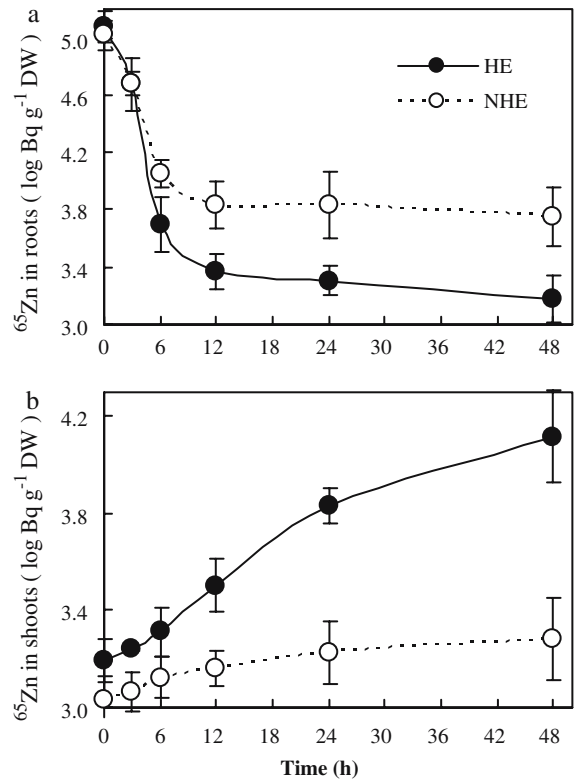 a
⁶⁵Zn in roots ( log Bq g⁻¹ DW )
5.0
4.6
4.2
3.8
3.4
3.0
HE
NHE
0 6 12 18 24 30 36 42 48
b
⁶⁵Zn in shoots ( log Bq g⁻¹ DW )
4.2
3.8
3.4
3.0
0 6 12 18 24 30 36 42 48
Time (h)